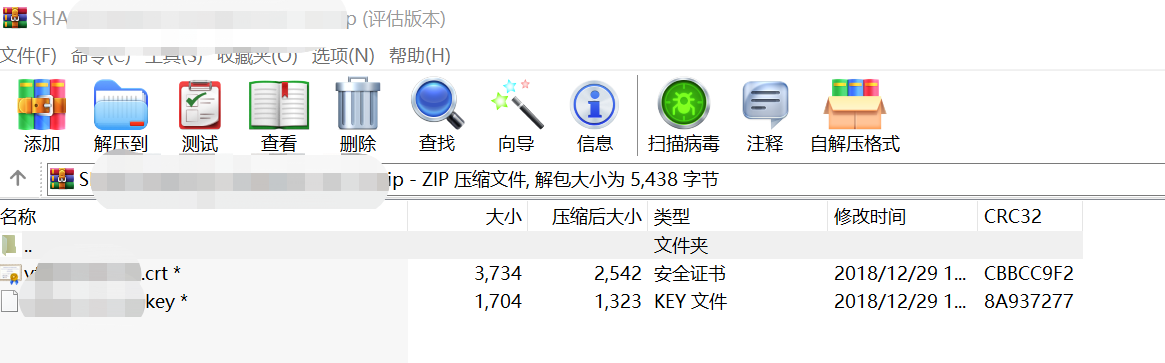 SHA p (评估版本)
文件(F) 命令(C) 工具(S) 收藏夹(O) 选项(N) 帮助(H)
添加 解压到 测试 查看 删除 查找 向导 信息 扫描病毒 注释 自解压格式
ip - ZIP 压缩文件, 解包大小为 5,438 字节
名称 大小 压缩后大小 类型 修改时间 CRC32
.. 文件夹
.crt * 3,734 2,542 安全证书 2018/12/29 1... CBBCC9F2
key * 1,704 1,323 KEY 文件 2018/12/29 1... 8A937277